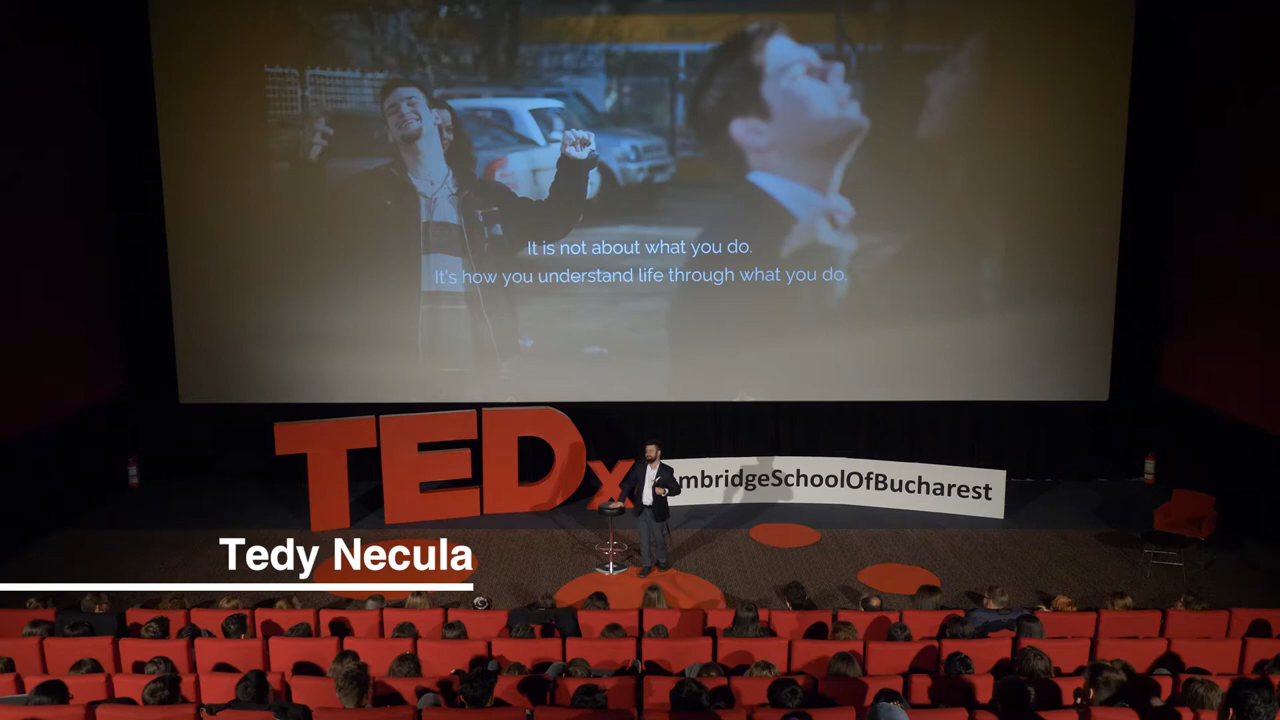 It is not about what you do.
It's how you understand life through what you do.
TEDx
mbridgeSchoolOfBucharest
Tedy Necula